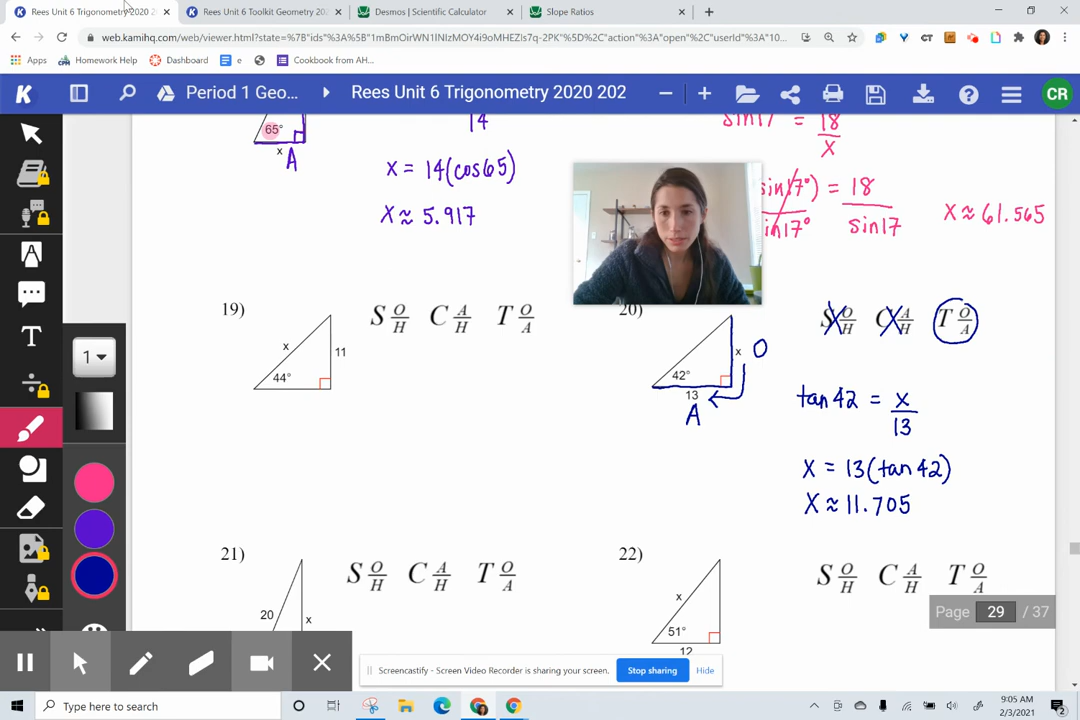 Rees Unit 6 Trigonometry 2020 2
Rees Unit 6 Toolkit Geometry 202
Desmos | Scientific Calculator
Slope Ratios
web.kamihq.com/web/viewer.html?state=%7B"ids"%3A%5B"1mBmOirWN1lNIzMOY4i9oMHEZIs7q-2PK"%5D%2C"action"%3A"open"%2C"userId"%3A"10...
Apps
Homework Help
Dashboard
e
Cookbook from AH...
Period 1 Geo...
Rees Unit 6 Trigonometry 2020 202
CR
65°
x
A
14
x = 14(cos65)
x ≈ 5.917
sin17 = 18
x
sin17°) = 18
sin17° sin17
x ≈ 61.565
1
19)
S O/H C A/H T O/A
x
11
44°
20)
S O/H C A/H T O/A
x
O
42°
13
A
tan 42 = x/13
x = 13(tan 42)
x ≈ 11.705
21)
S O/H C A/H T O/A
20
x
22)
S O/H C A/H T O/A
x
51°
12
Page 29 / 37
Screencastify - Screen Video Recorder is sharing your screen.
Stop sharing
Hide
Type here to search
9:05 AM
2/3/2021
2